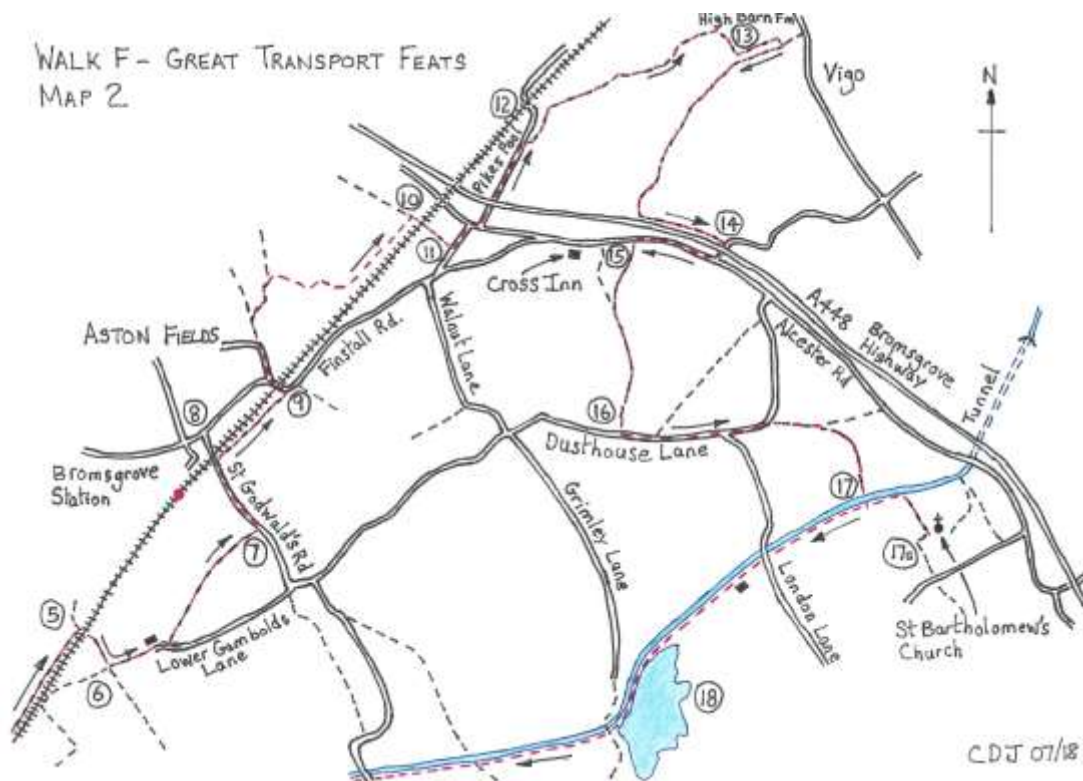 WALK F - GREAT TRANSPORT FEATS
MAP 2
High Barn Fm
13
Vigo
N
12
Pikes Pool
10
11
14
15
Cross Inn
A448
Bromsgrove
Highway
Alcester Rd
Tunnel
ASTON FIELDS
Finstall Rd.
Walnut Lane
9
8
16
Dusthouse Lane
Bromsgrove
Station
St Godwald's Rd
7
Grimley Lane
17
17a
London Lane
St Bartholomew's
Church
5
6
Lower Gambolds
Lane
18
CDJ 07/18